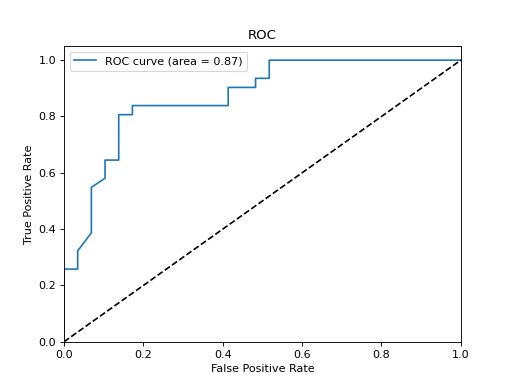 ROC
ROC curve (area = 0.87)
1.0
0.8
0.6
0.4
0.2
0.0
True Positive Rate
0.0 0.2 0.4 0.6 0.8 1.0
False Positive Rate